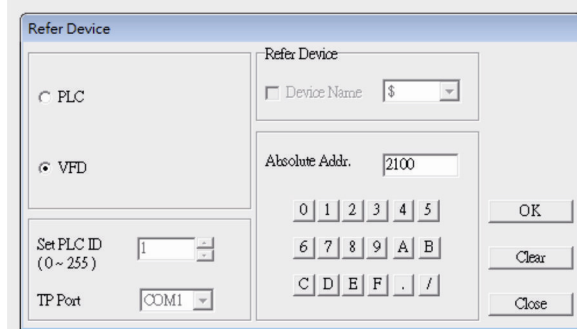 Refer Device
PLC
VFD
Set PLC ID
(0 ~ 255)
1
TP Port
COM1
Refer Device
Device Name
$
Absolute Addr.
2100
0 1 2 3 4 5
6 7 8 9 A B
C D E F . /
OK
Clear
Close